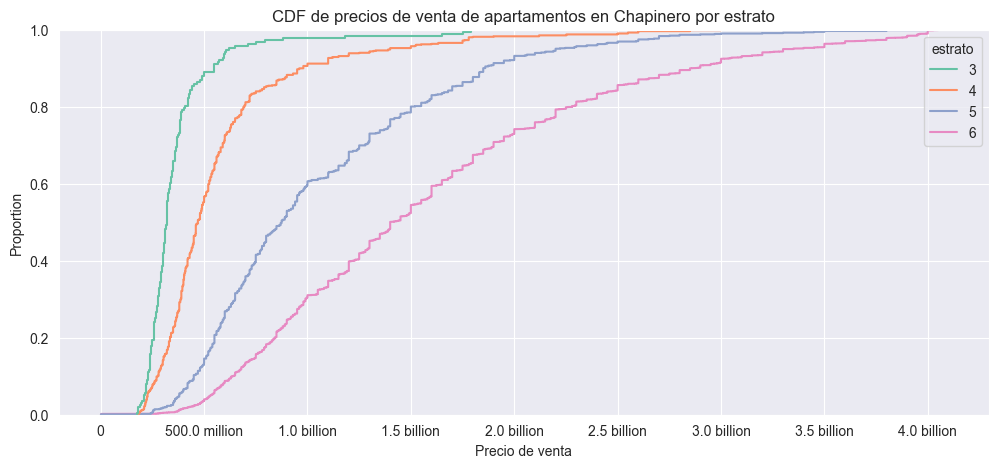 CDF de precios de venta de apartamentos en Chapinero por estrato
estrato
3
4
5
6
Proportion
1.0
0.8
0.6
0.4
0.2
0.0
0
500.0 million
1.0 billion
1.5 billion
2.0 billion
2.5 billion
3.0 billion
3.5 billion
4.0 billion
Precio de venta